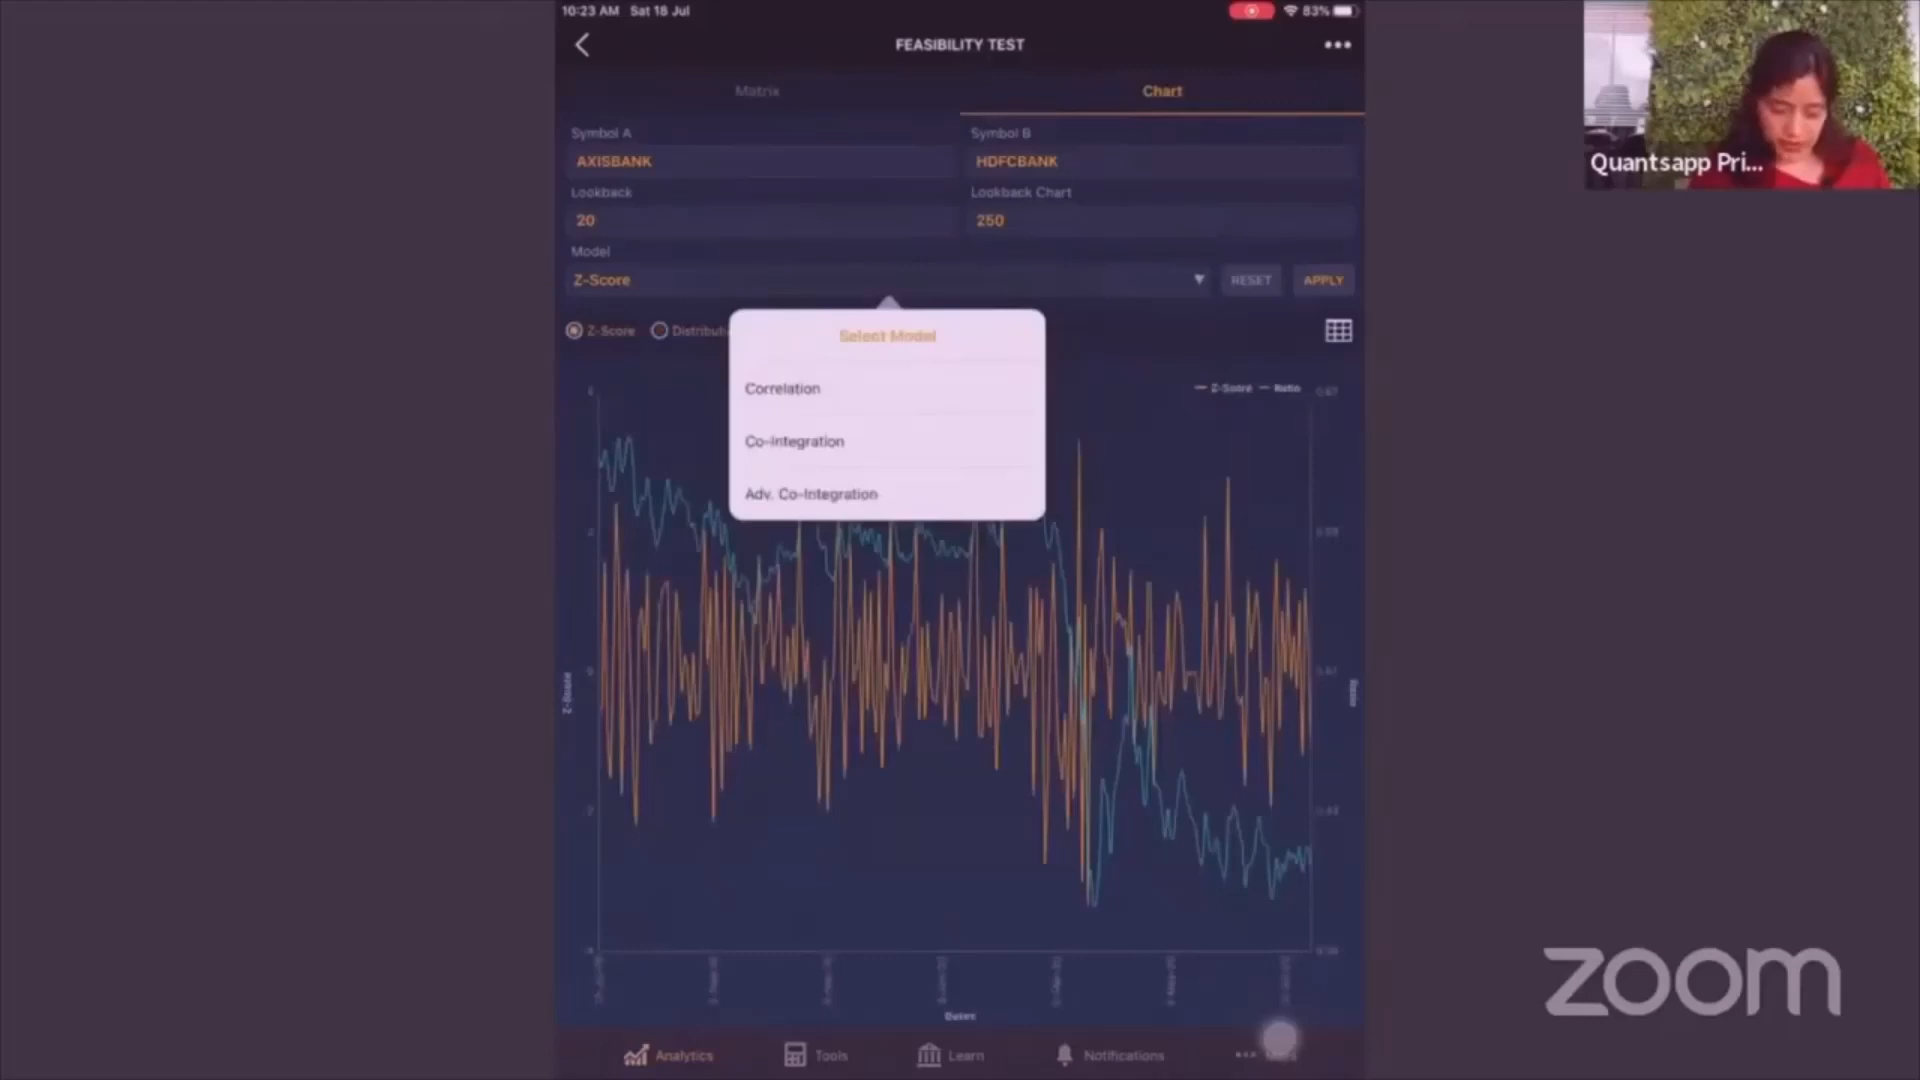 10:23 AM Sat 18 Jul
83%
FEASIBILITY TEST
Matrix
Chart
Symbol A
Symbol B
AXISBANK
HDFCBANK
Lookback
Lookback Chart
20
250
Model
Z-Score
RESET
APPLY
Z-Score
Select Model
Correlation
Co-Integration
Adv. Co-Integration
Z-Score
Ratio
Z-Score
Dates
Analytics
Tools
Learn
Notifications
Quantsapp Pri...
zoom